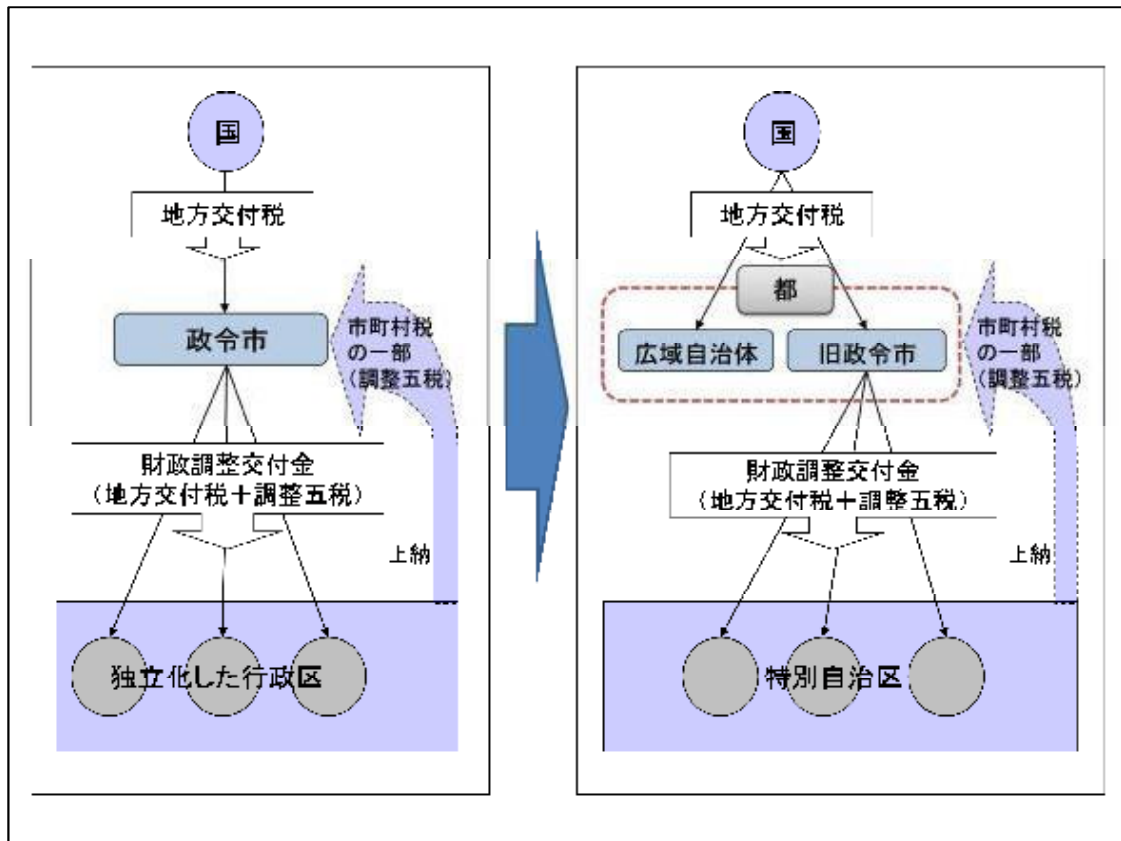 国
地方交付税
政令市
市町村税
の一部
（調整五税）
財政調整交付金
（地方交付税＋調整五税）
上納
独立化した行政区
国
地方交付税
都
広域自治体
旧政令市
市町村税
の一部
（調整五税）
財政調整交付金
（地方交付税＋調整五税）
上納
特別自治区